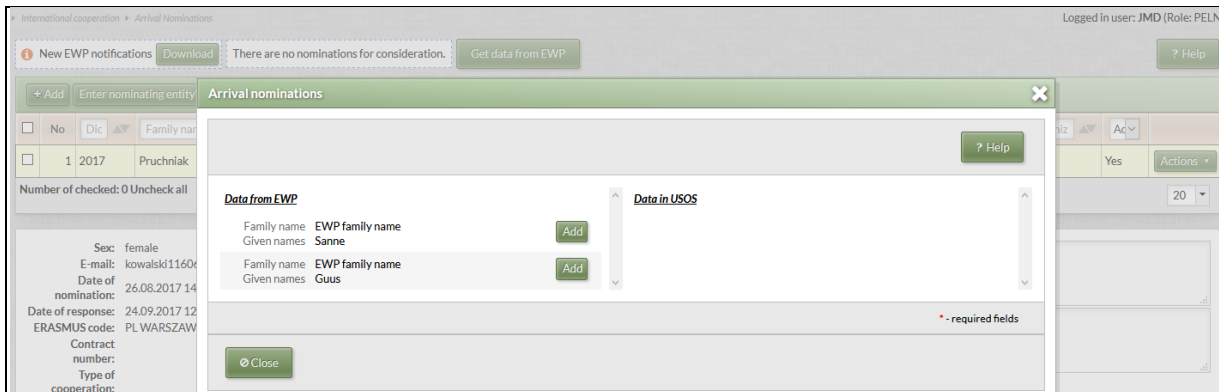 International cooperation ▸ Arrival Nominations
Logged in user: JMD (Role: PELN
New EWP notifications Download There are no nominations for consideration. Get data from EWP ? Help
+ Add Enter nominating entity
Arrival nominations
No Dic Family nar niz Ac
1 2017 Pruchniak Yes Actions
Number of checked: 0 Uncheck all 20
? Help
Data from EWP
Family name EWP family name
Given names Sanne
Add
Family name EWP family name
Given names Guus
Add
Data in USOS
* - required fields
Close
Sex: female
E-mail: kowalski1160
Date of
nomination: 26.08.2017 14
Date of response: 24.09.2017 12
ERASMUS code: PL WARSZAW
Contract
number:
Type of
cooperation: